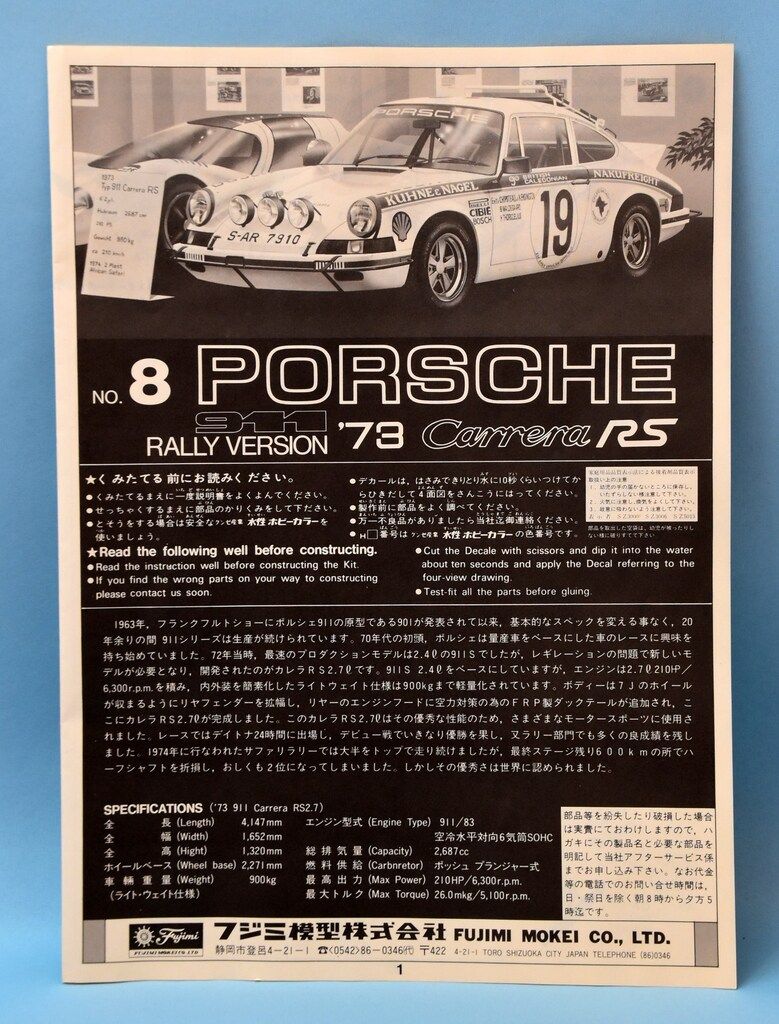 PORSCHE
1973
Typ 911 Carrera RS
KÜHNE & NAGEL
go BRITISH CALEDONIAN
NAKUFREIGHT
CIBIE
BOSCH
19
S-AR 7910
NO. 8 PORSCHE
911
RALLY VERSION '73 Carrera RS
★くみたてる前にお読みください。
●くみたてるまえに一度説明書をよくよんでください。
●せっちゃくするまえに部品のかりくみをして下さい。
●とそうをする場合は安全なグンゼ産業 水性ホビーカラーを
使いましょう。
●デカールは、はさみできりとり水に10秒くらいつけてか
らひきだして4面図をさんこうにはってください。
●製作前に部品をよく調べてください。
●万一不良品がありましたら当社迄御連絡ください。
●H□番号はグンゼ産業 水性ホビーカラーの色番号です。
家庭用品品質表示法による接着剤品質表示
取扱い上の注意
★Read the following well before constructing.
●Read the instruction well before constructing the Kit.
●If you find the wrong parts on your way to constructing
please contact us soon.
●Cut the Decale with scissors and dip it into the water
about ten seconds and apply the Decal referring to the
four-view drawing.
●Test-fit all the parts before gluing.
1963年，フランクフルトショーにポルシェ911の原型である901が発表されて以来，基本的なスペックを変える事なく，20
年余りの間 911シリーズは生産が続けられています。70年代の初頭，ポルシェは量産車をベースにした車のレースに興味を
持ち始めていました。72年当時，最速のプロダクションモデルは2.4ℓの911Sでしたが，レギレーションの問題で新しいモ
デルが必要となり，開発されたのがカレラRS2.7ℓです。911S 2.4ℓをベースにしていますが，エンジンは2.7ℓ210HP／
6,300r.p.m.を積み，内外装を簡素化したライトウェイト仕様は900kgまで軽量化されています。ボディーは7Jのホイール
が収まるようにリヤフェンダーを拡幅し，リヤーのエンジンフードに空力対策の為のFRP製ダックテールが追加され，こ
こにカレラRS2.7ℓが完成しました。このカレラRS2.7ℓはその優秀な性能のため，さまざまなモータースポーツに使用さ
れました。レースではデイトナ24時間に出場し，デビュー戦でいきなり優勝を果し，又ラリー部門でも多くの良成績を残し
ました。1974年に行なわれたサファリラリーでは大半をトップで走り続けましたが，最終ステージ残り600kmの所でハ
ーフシャフトを折損し，おしくも2位になってしまいました。しかしその優秀さは世界に認められました。
SPECIFICATIONS ('73 911 Carrera RS2.7)
全長 (Length) 4,147mm
全幅 (Width) 1,652mm
全高 (Hight) 1,320mm
ホイールベース (Wheel base) 2,271mm
車輛重量 (Weight) 900kg
(ライト・ウェイト仕様)
エンジン型式 (Engine Type) 911/83
空冷水平対向6気筒SOHC
総排気量 (Capacity) 2,687cc
燃料供給 (Carbnretor) ボッシュ プランジャー式
最高出力 (Max Power) 210HP/6,300r.p.m.
最大トルク (Max Torque) 26.0mkg/5,100r.p.m.
部品等を紛失したり破損した場合
は実費にておわけしますので，ハ
ガキにその製品名と必要な部品を
明記して当社アフターサービス係
までお申し込み下さい。なお代金
等の電話でのお問い合せ時間は，
日・祭日を除く朝8時から夕方5
時迄です。
Fujimi
FUJIMI MOKEI CO LTD
フジミ模型株式会社 FUJIMI MOKEI CO., LTD.
静岡市登呂4-21-1 ☎<0542>86-0346㈹ 〒422 4-21-1 TORO SHIZUOKA CITY JAPAN TELEPHONE (86)0346
1